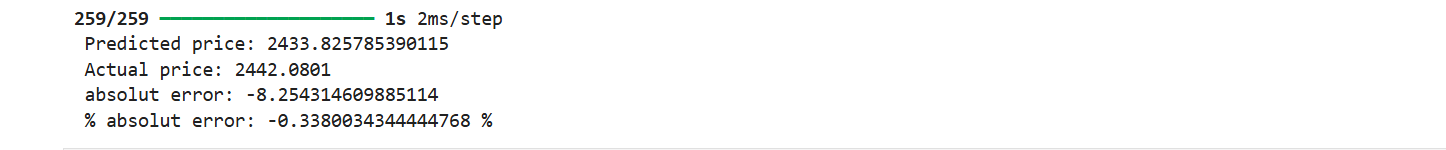 259/259 ━━━━━━━━━━━━━━━━━━━━ 1s 2ms/step
Predicted price: 2433.825785390115
Actual price: 2442.0801
absolut error: -8.254314609885114
% absolut error: -0.3380034344444768 %